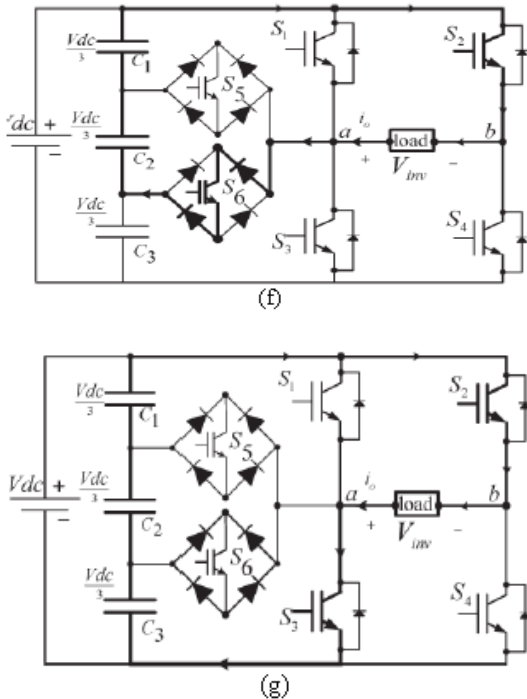 Vdc
3
C1
S1
S2
S5
Vdc +
−
Vdc
3
C2
a
io
load
b
+
Vinv
−
S6
Vdc
3
C3
S3
S4
(f)
Vdc
3
C1
S1
S2
S5
Vdc +
−
Vdc
3
C2
a
io
load
b
+
Vinv
−
S6
Vdc
3
C3
S3
S4
(g)